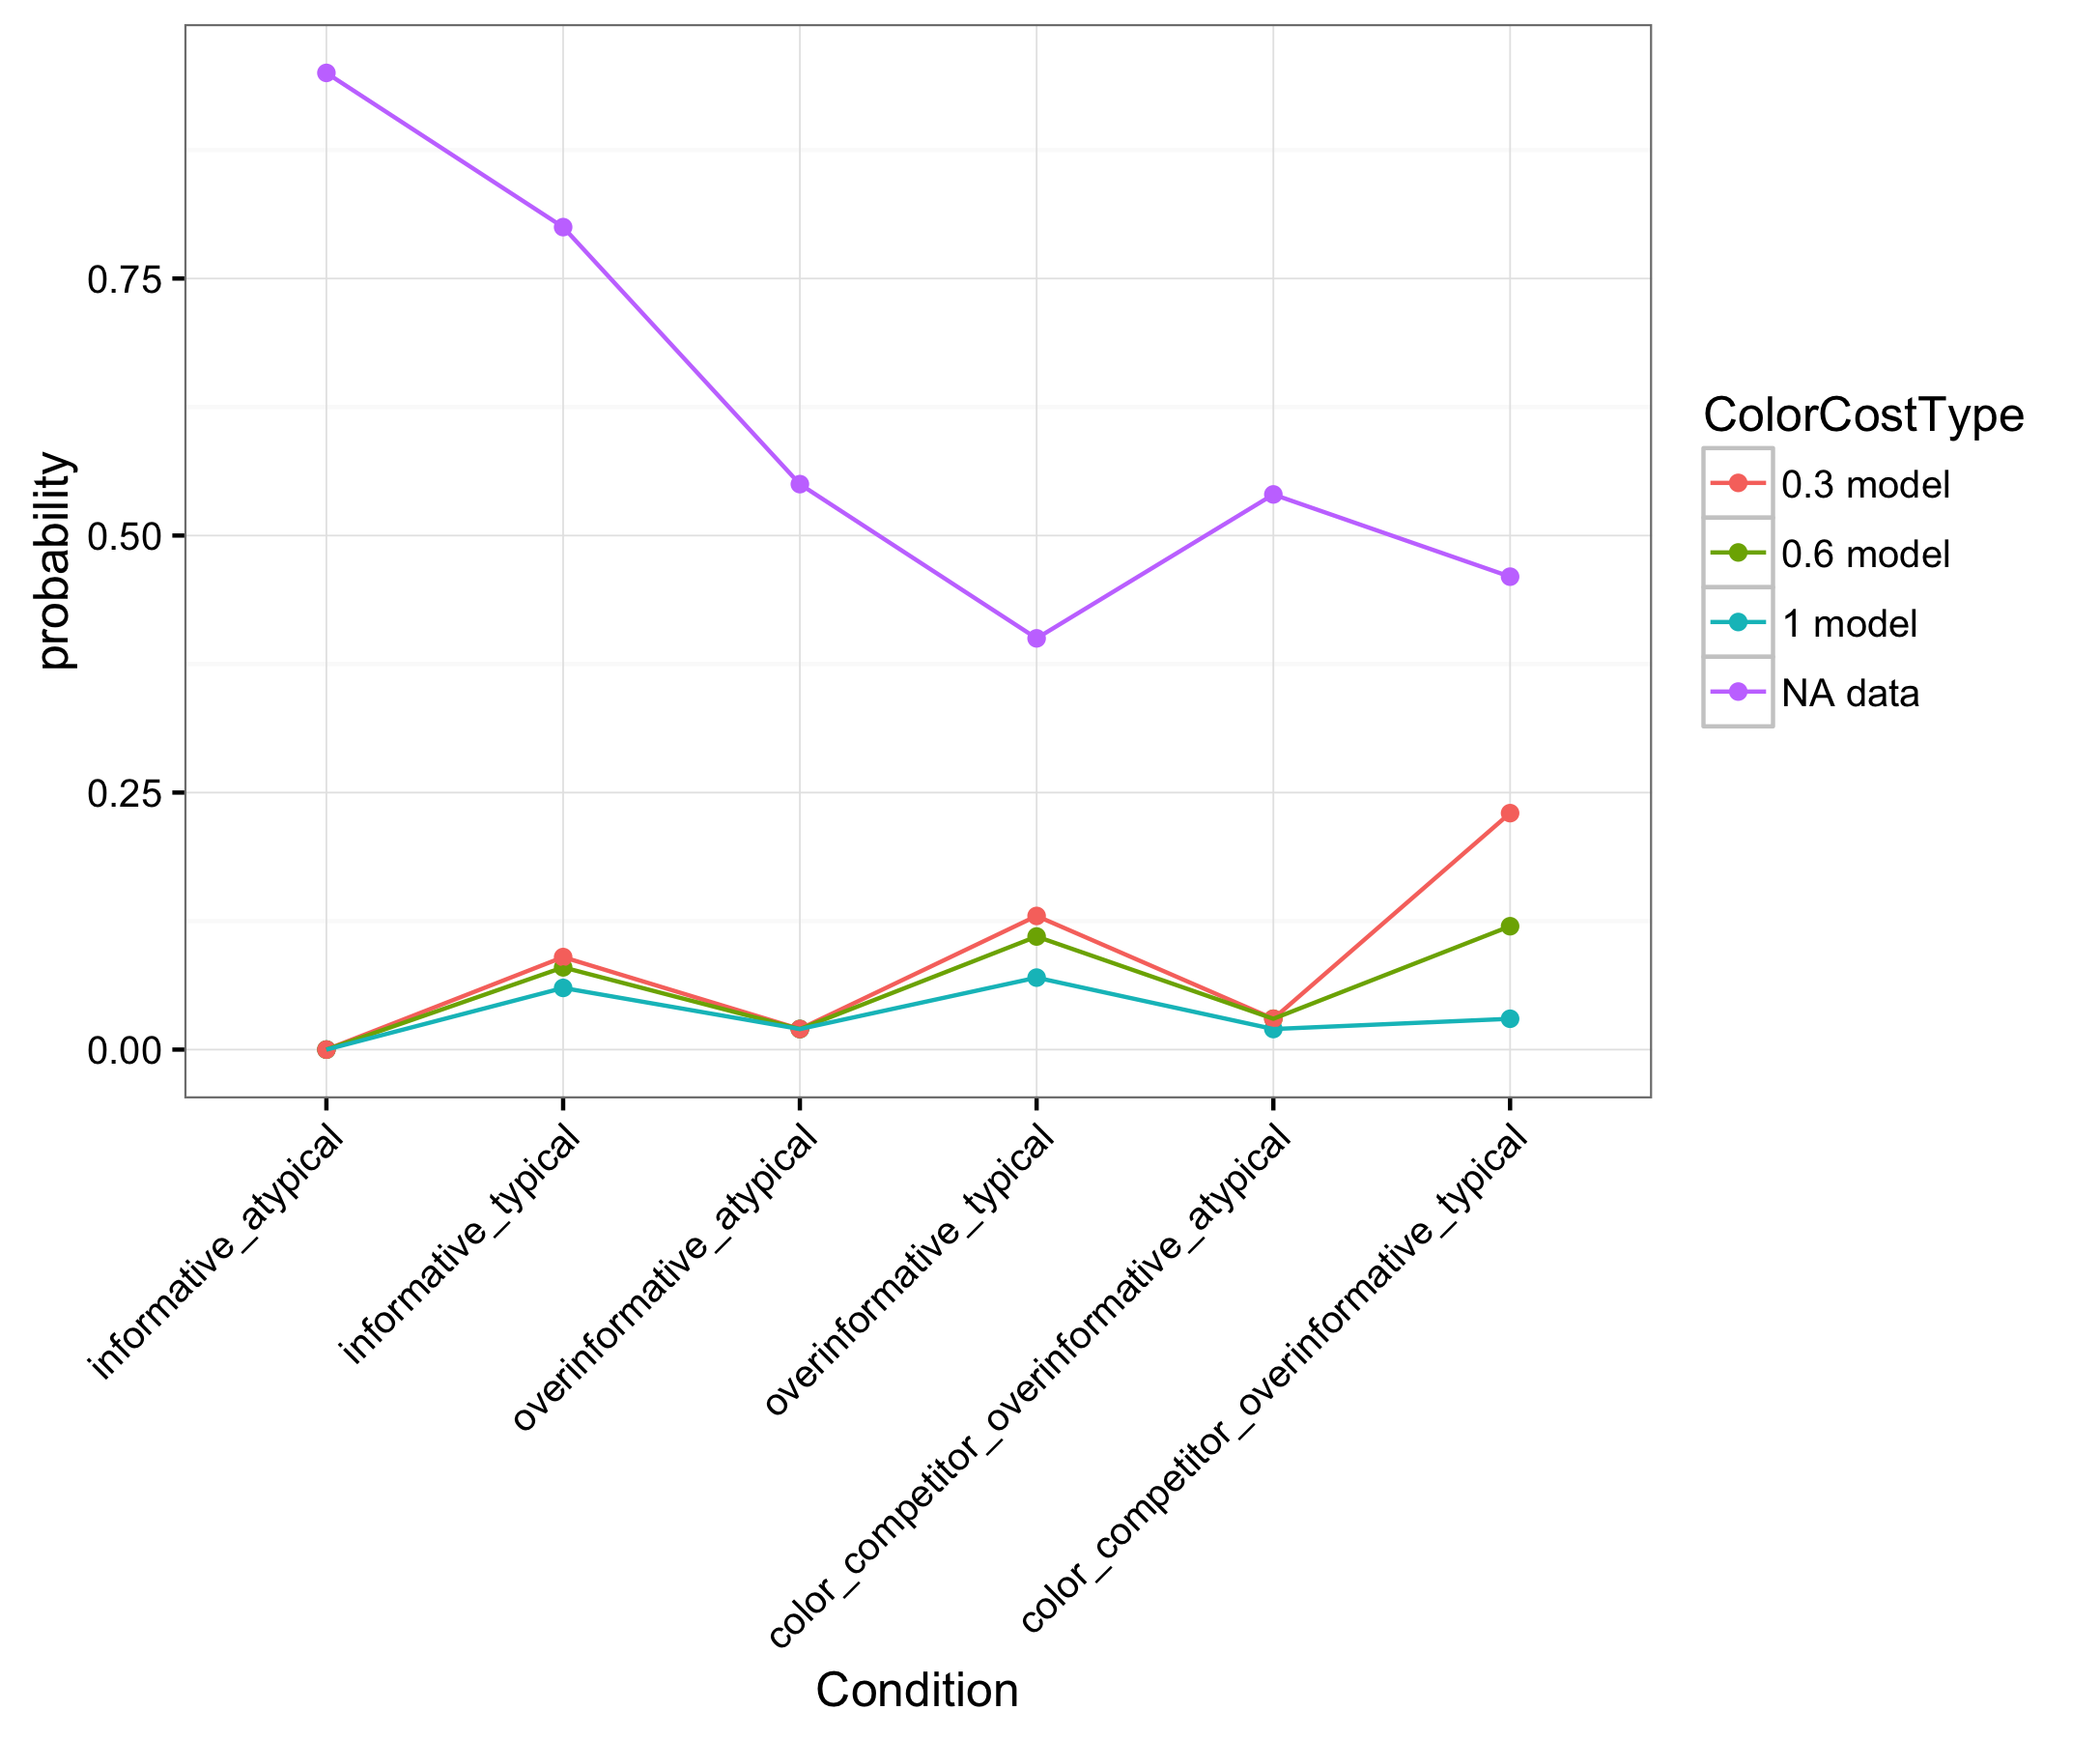 probability
0.75
0.50
0.25
0.00
informative_atypical
informative_typical
overinformative_atypical
overinformative_typical
color_competitor_overinformative_atypical
color_competitor_overinformative_typical
Condition
ColorCostType
0.3 model
0.6 model
1 model
NA data